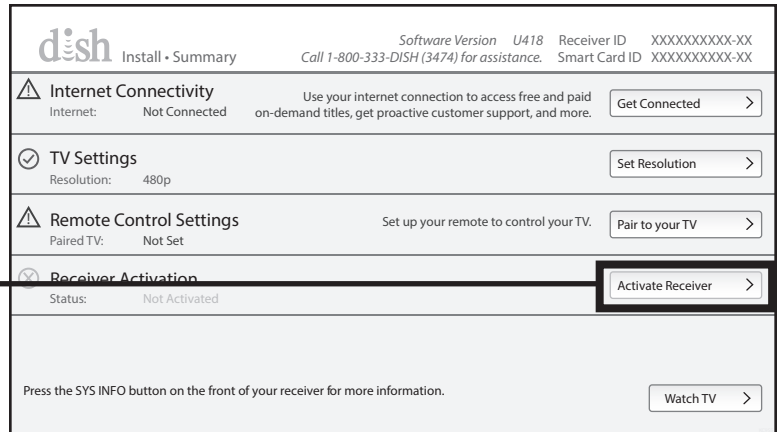 dish Install • Summary
Software Version U418 Receiver ID XXXXXXXXXX-XX
Call 1-800-333-DISH (3474) for assistance. Smart Card ID XXXXXXXXXX-XX
Internet Connectivity
Internet: Not Connected
Use your internet connection to access free and paid
on-demand titles, get proactive customer support, and more.
Get Connected >
TV Settings
Resolution: 480p
Set Resolution >
Remote Control Settings
Paired TV: Not Set
Set up your remote to control your TV.
Pair to your TV >
Receiver Activation
Status: Not Activated
Activate Receiver >
Press the SYS INFO button on the front of your receiver for more information.
Watch TV >